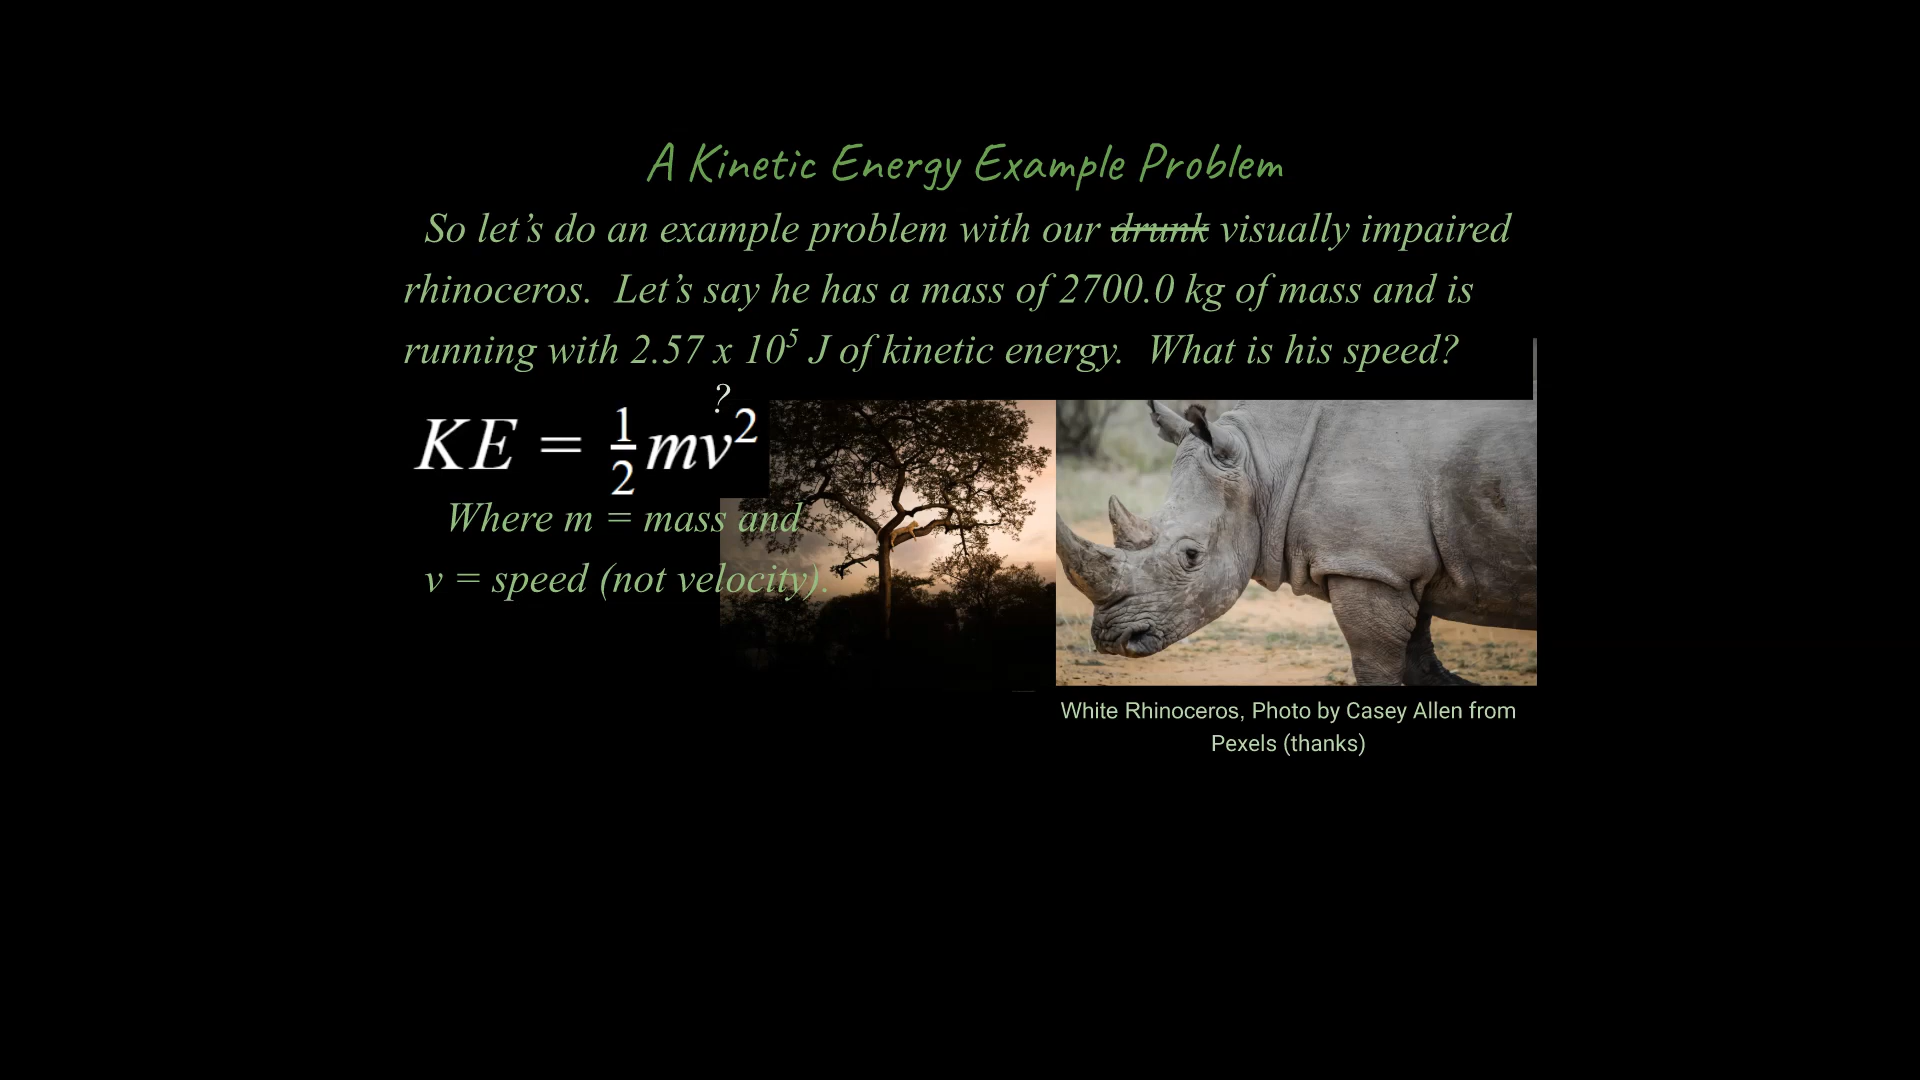 A Kinetic Energy Example Problem
So let’s do an example problem with our drunk visually impaired
rhinoceros.  Let’s say he has a mass of 2700.0 kg of mass and is
running with 2.57 x 10⁵ J of kinetic energy.  What is his speed?
?
KE = ½mv²
Where m = mass and
v = speed (not velocity).
White Rhinoceros, Photo by Casey Allen from
Pexels (thanks)